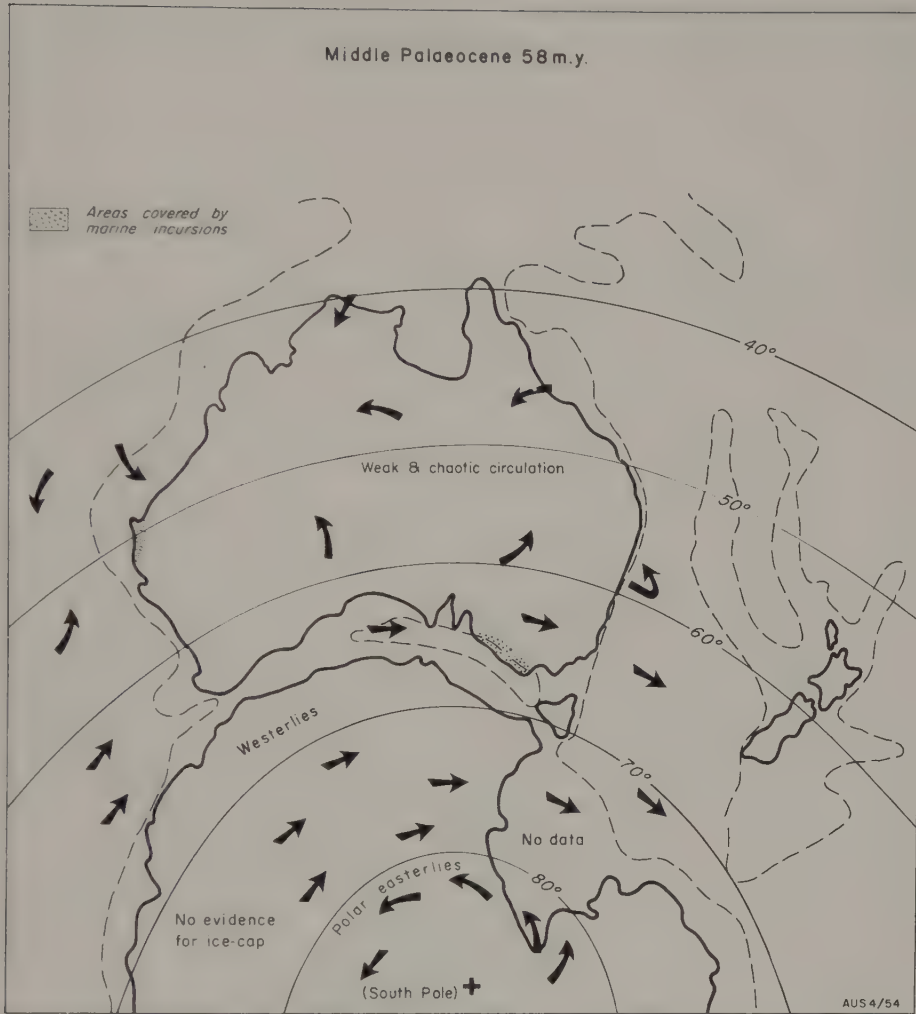 Middle Palaeocene 58 m.y.
Areas covered by
marine incursions
40°
Weak & chaotic circulation
50°
60°
Westerlies
70°
No data
Polar easterlies
80°
No evidence
for ice-cap
(South Pole)
AUS 4/54